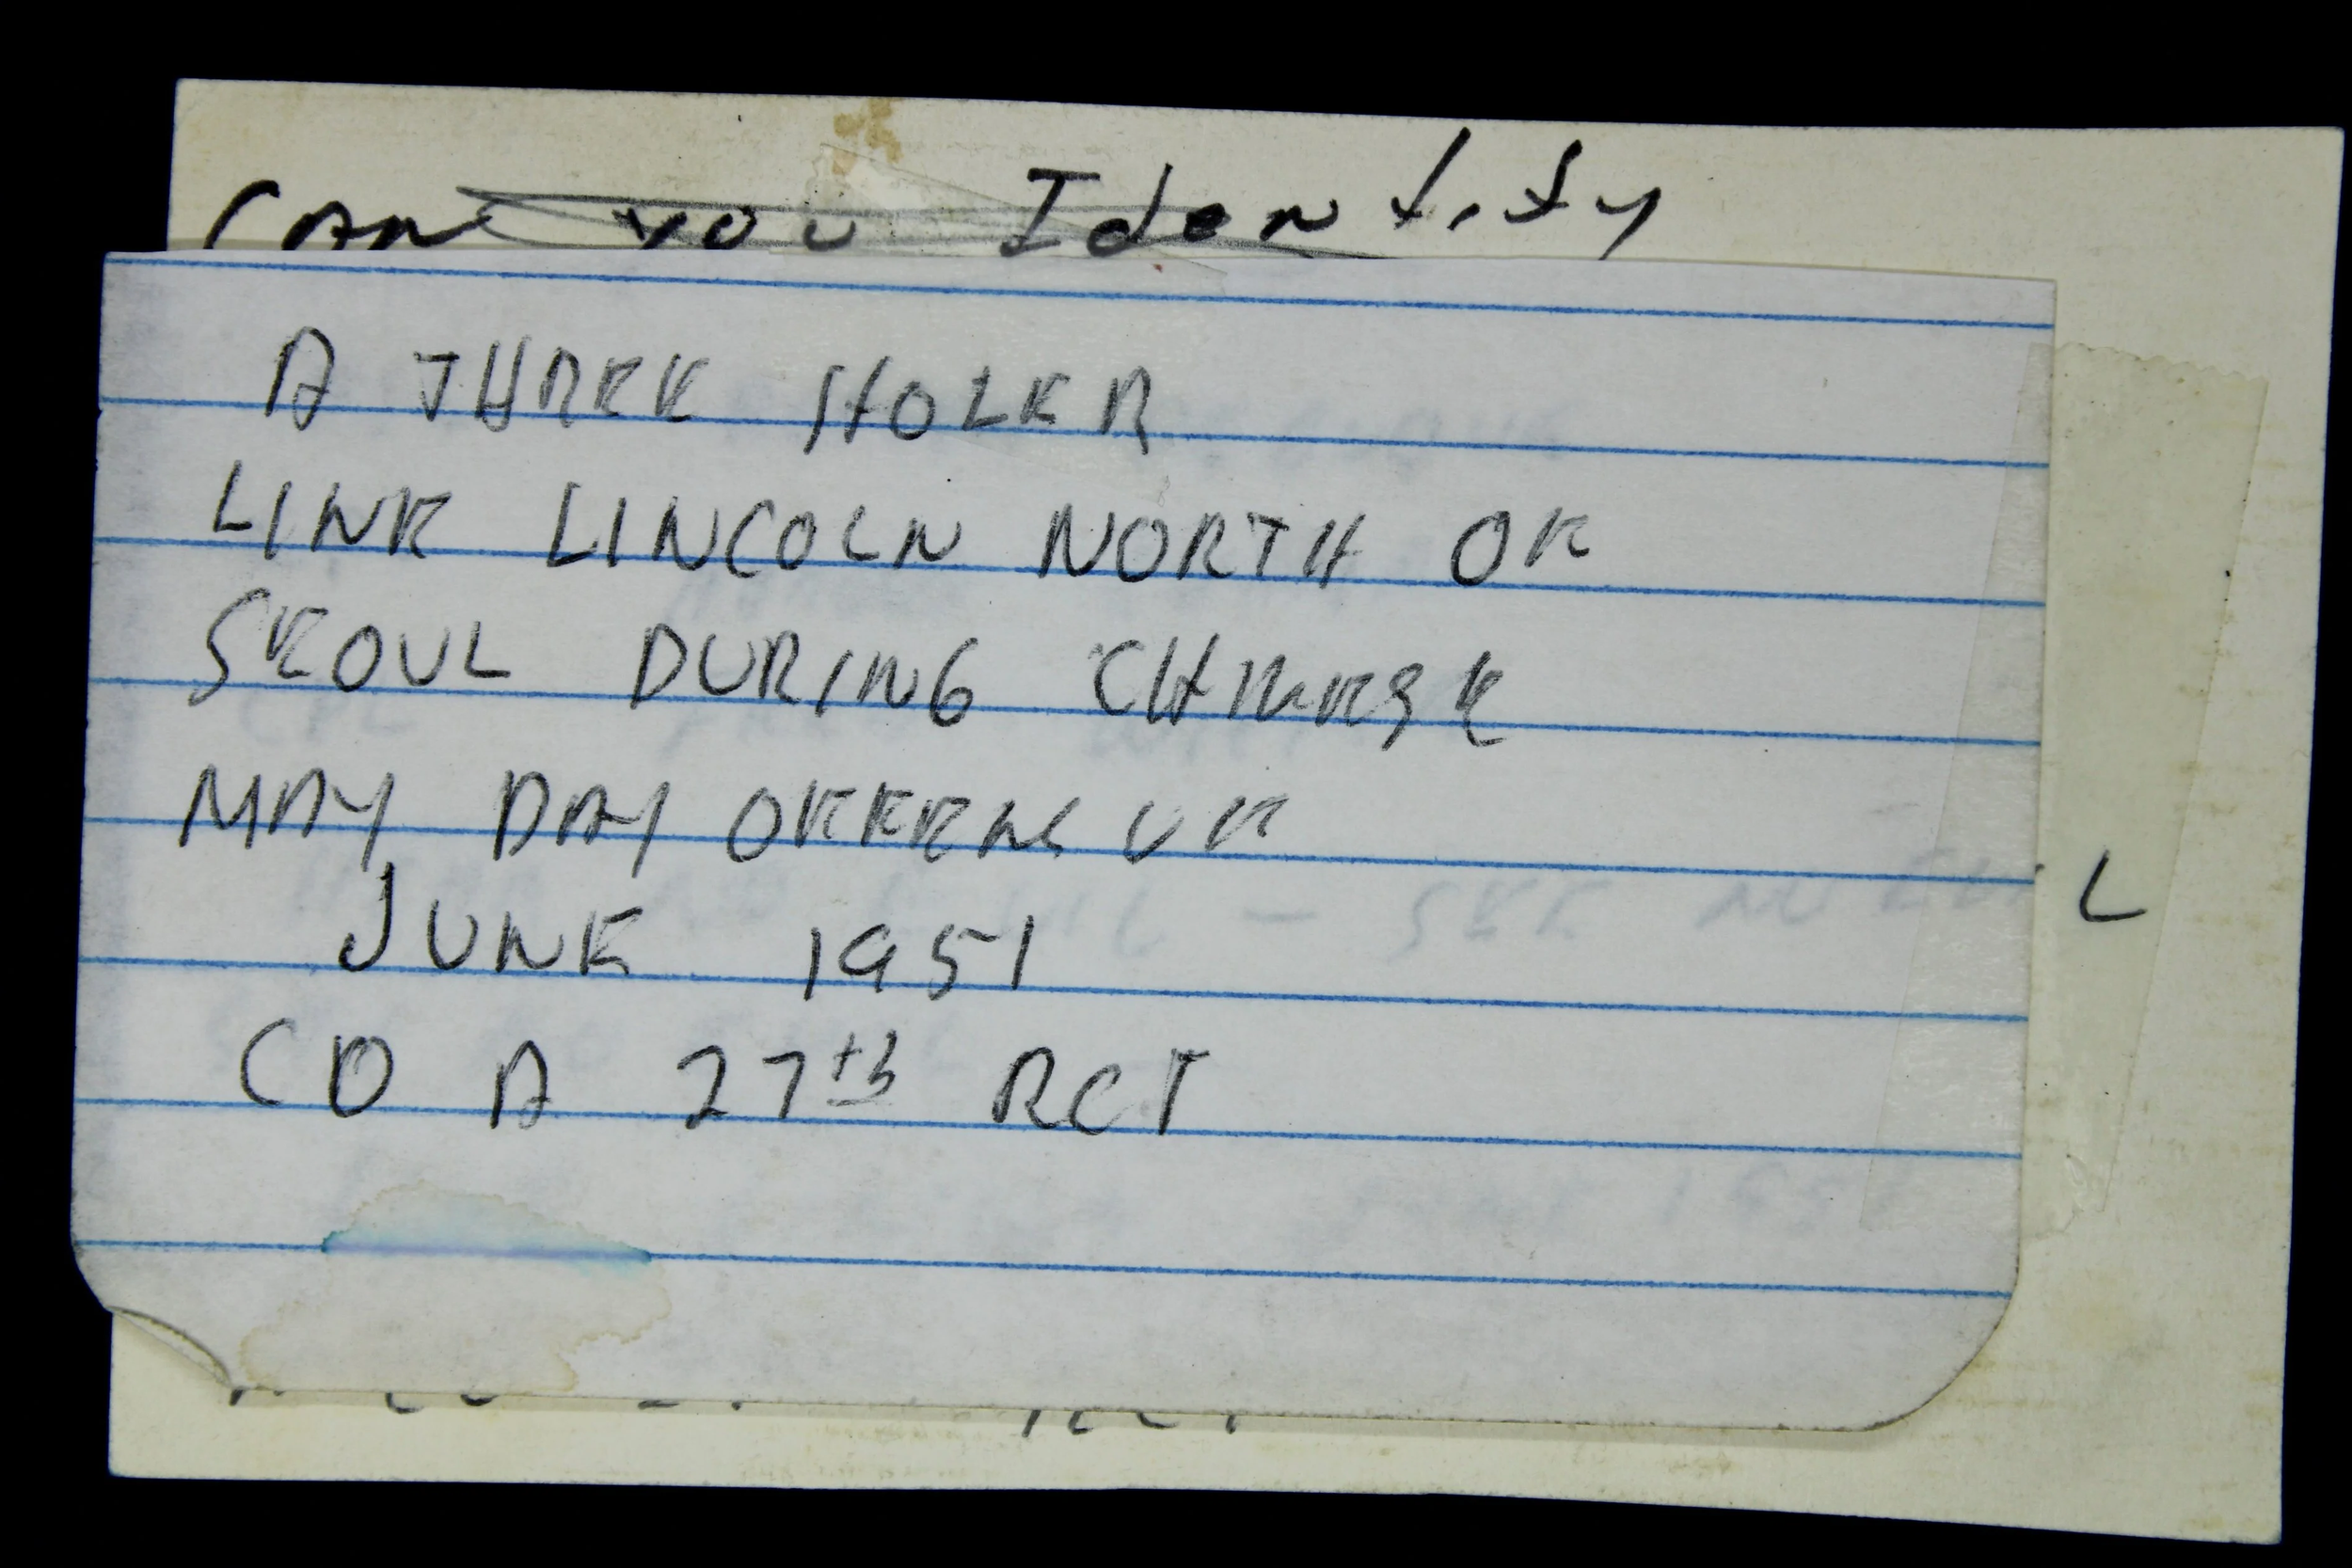 CAN YOU Identify
A THREE HOLER
LINE LINCOLN NORTH OF
SEOUL DURING CHINESE
MAY DAY OFFENSIVE
JUNE 1951
CO A 27th RCT
L